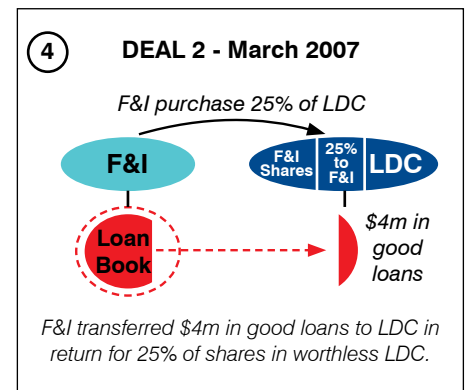 4
DEAL 2 - March 2007
F&I purchase 25% of LDC
F&I
F&I
Shares
25%
to
F&I
LDC
Loan
Book
$4m in
good
loans
F&I transferred $4m in good loans to LDC in
return for 25% of shares in worthless LDC.